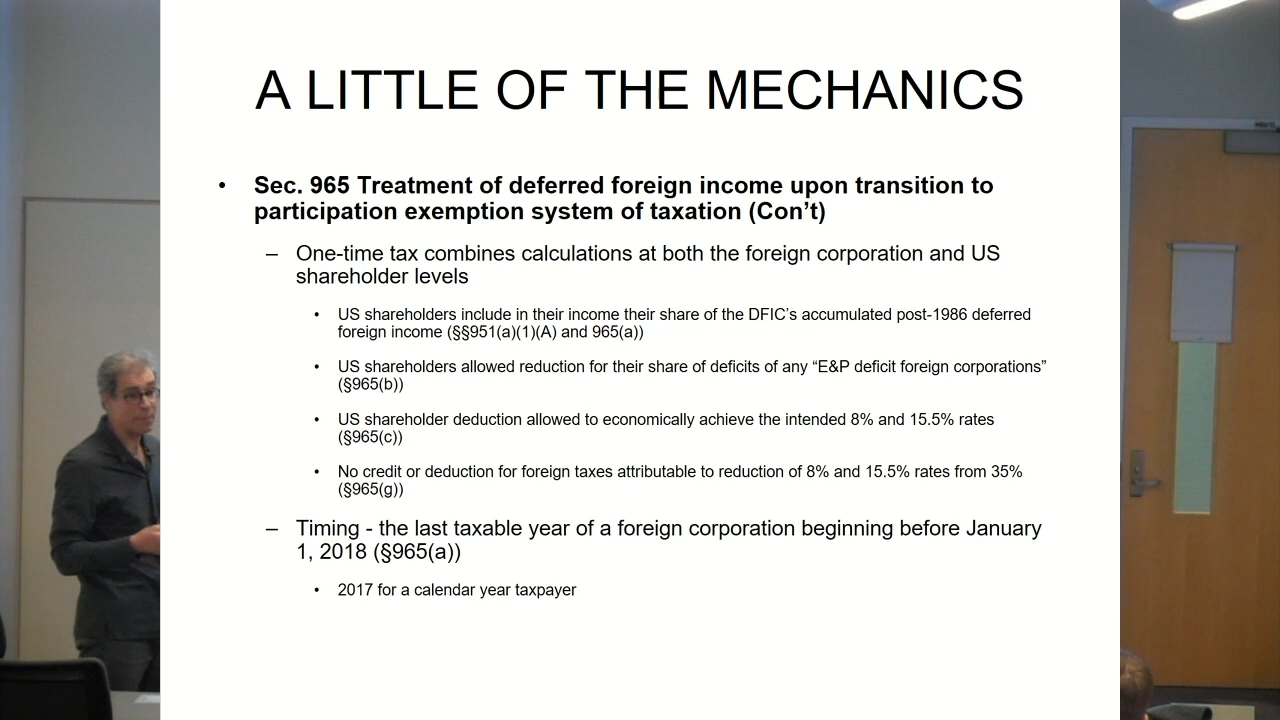 A LITTLE OF THE MECHANICS
• Sec. 965 Treatment of deferred foreign income upon transition to
participation exemption system of taxation (Con’t)
– One-time tax combines calculations at both the foreign corporation and US
shareholder levels
• US shareholders include in their income their share of the DFIC’s accumulated post-1986 deferred
foreign income (§§951(a)(1)(A) and 965(a))
• US shareholders allowed reduction for their share of deficits of any “E&P deficit foreign corporations”
(§965(b))
• US shareholder deduction allowed to economically achieve the intended 8% and 15.5% rates
(§965(c))
• No credit or deduction for foreign taxes attributable to reduction of 8% and 15.5% rates from 35%
(§965(g))
– Timing - the last taxable year of a foreign corporation beginning before January
1, 2018 (§965(a))
• 2017 for a calendar year taxpayer